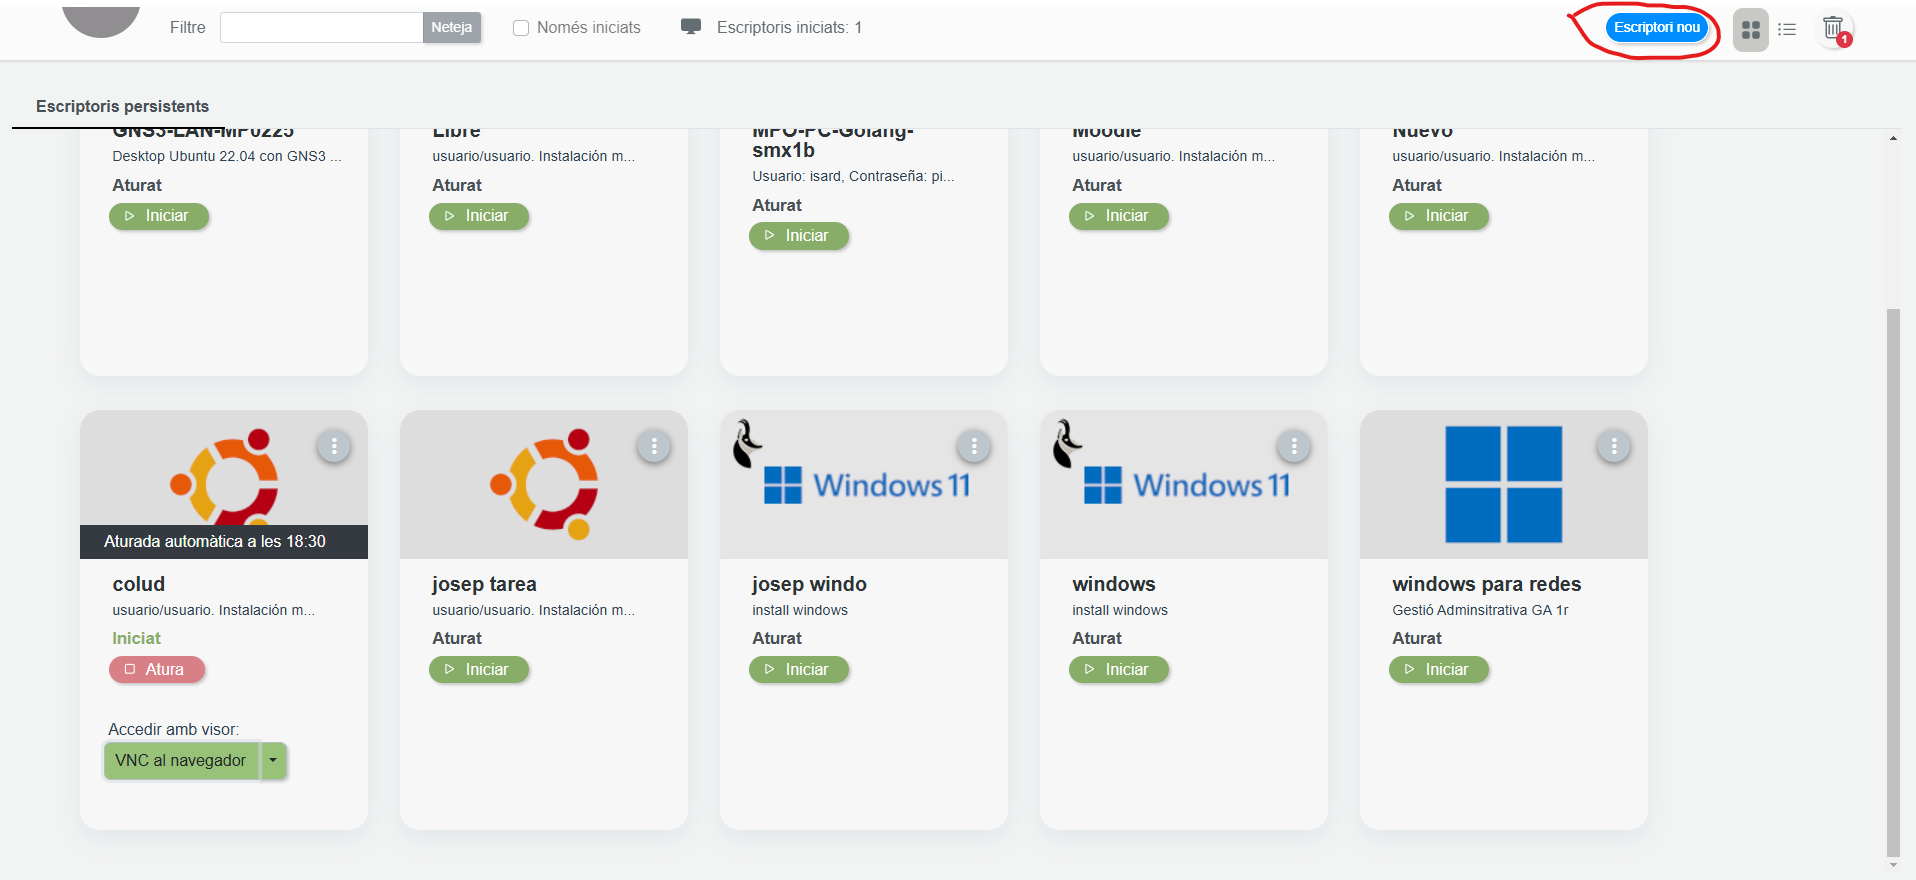 Filtre Neteja Només iniciats Escriptoris iniciats: 1 Escriptori nou 1
Escriptoris persistents
GNS3-LAN-MP0225
Desktop Ubuntu 22.04 con GNS3 ...
Aturat
Iniciar
Libre
usuario/usuario. Instalación m...
Aturat
Iniciar
MPO-PC-Golang-
smx1b
Usuario: isard, Contraseña: pi...
Aturat
Iniciar
Moodle
usuario/usuario. Instalación m...
Aturat
Iniciar
Nuevo
usuario/usuario. Instalación m...
Aturat
Iniciar
Aturada automàtica a les 18:30
colud
usuario/usuario. Instalación m...
Iniciat
Atura
Accedir amb visor:
VNC al navegador
josep tarea
usuario/usuario. Instalación m...
Aturat
Iniciar
Windows 11
josep windo
install windows
Aturat
Iniciar
Windows 11
windows
install windows
Aturat
Iniciar
windows para redes
Gestió Adminsitrativa GA 1r
Aturat
Iniciar